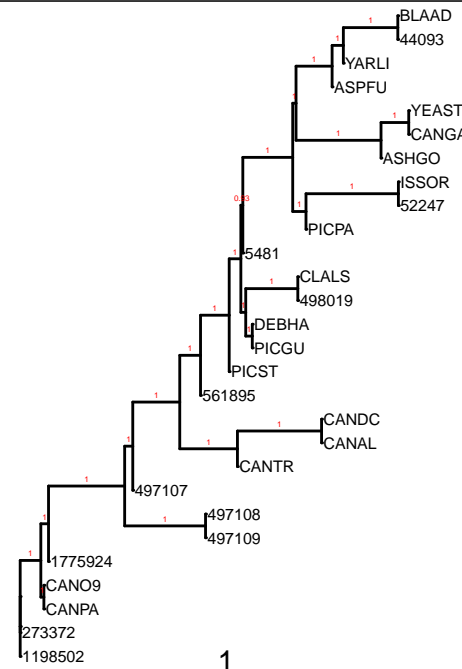 BLAAD
1
44093
1
YARLI
1
ASPFU
1
YEAST
1
CANGA
1
ASHGO
1
ISSOR
1
52247
1
PICPA
5481
1
CLALS
1
498019
1
DEBHA
1
PICGU
PICST
1
561895
1
CANDC
1
CANAL
1
CANTR
1
497107
1
497108
1
497109
1
1775924
1
CANO9
CANPA
273372
1198502
1